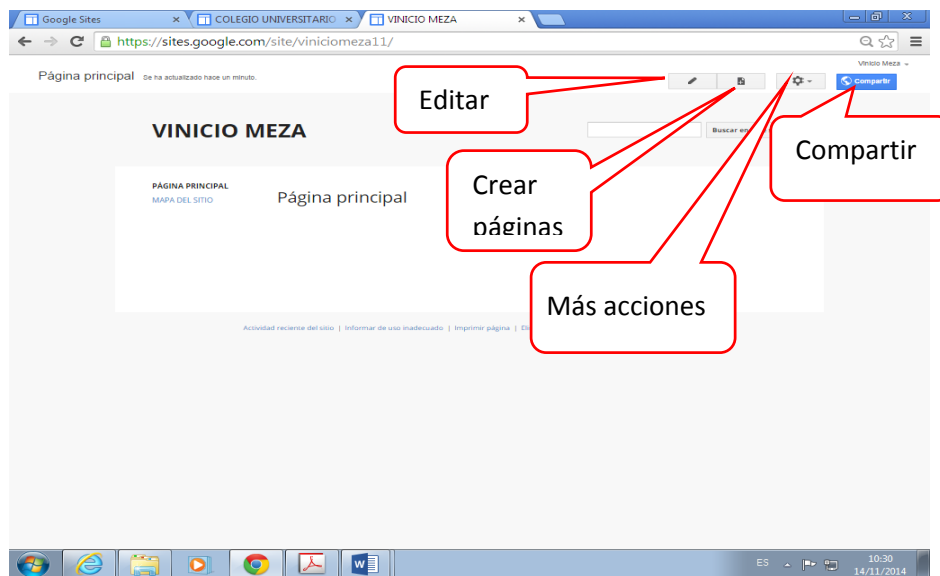 Google Sites
COLEGIO UNIVERSITARIO
VINICIO MEZA
https://sites.google.com/site/viniciomeza11/
Vinicio Meza
Página principal Se ha actualizado hace un minuto.
Compartir
Editar
VINICIO MEZA
Buscar en
Compartir
PÁGINA PRINCIPAL
MAPA DEL SITIO
Página principal
Crear
páginas
Más acciones
Actividad reciente del sitio | Informar de uso inadecuado | Imprimir página |
ES
10:30
14/11/2014